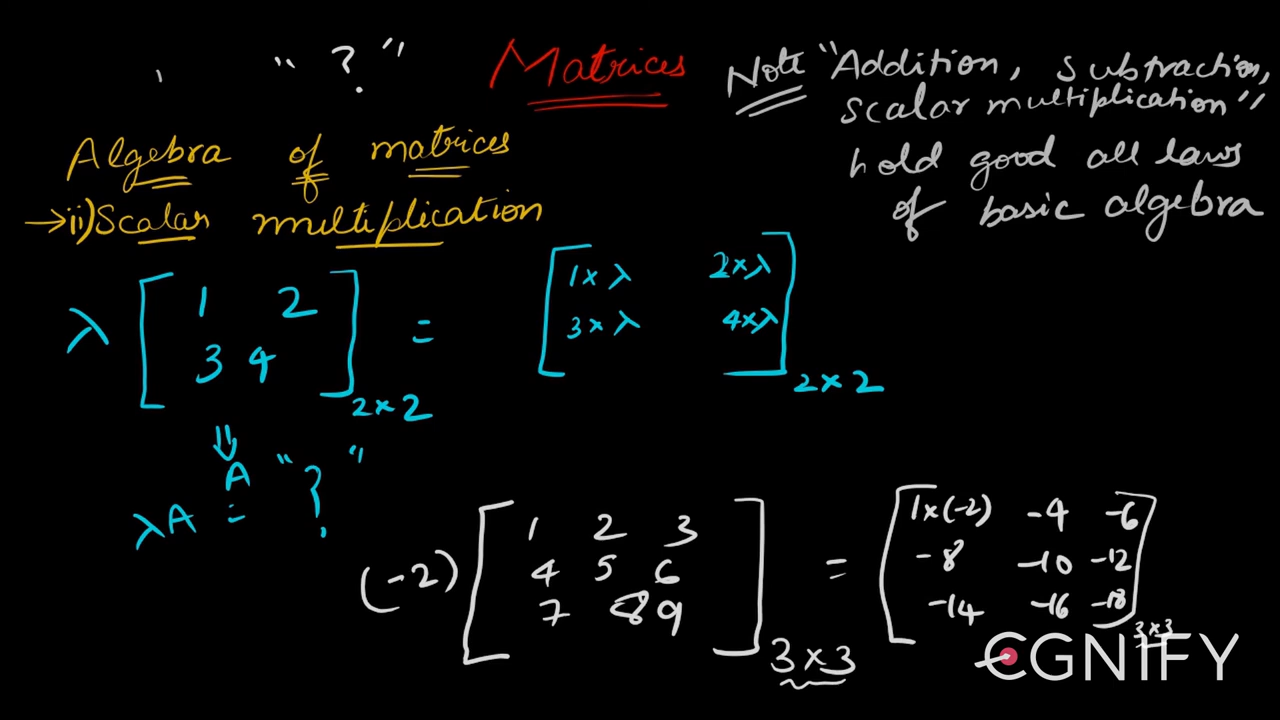 ' " ? "
Matrices
Note "Addition, subtraction,
scalar multiplication"
hold good all laws
of basic algebra
Algebra of matrices
→ii) Scalar multiplication
λ [ 1 2 ] = [ 1×λ 2×λ ]
[ 3 4 ] 2×2 [ 3×λ 4×λ ] 2×2
⇓
A
λA = " ? "
(-2) [ 1 2 3 ] = [ 1×(-2) -4 -6 ]
[ 4 5 6 ] [ -8 -10 -12 ]
[ 7 8 9 ] 3×3 [ -14 -16 -18 ] 3×3
CGNIFY